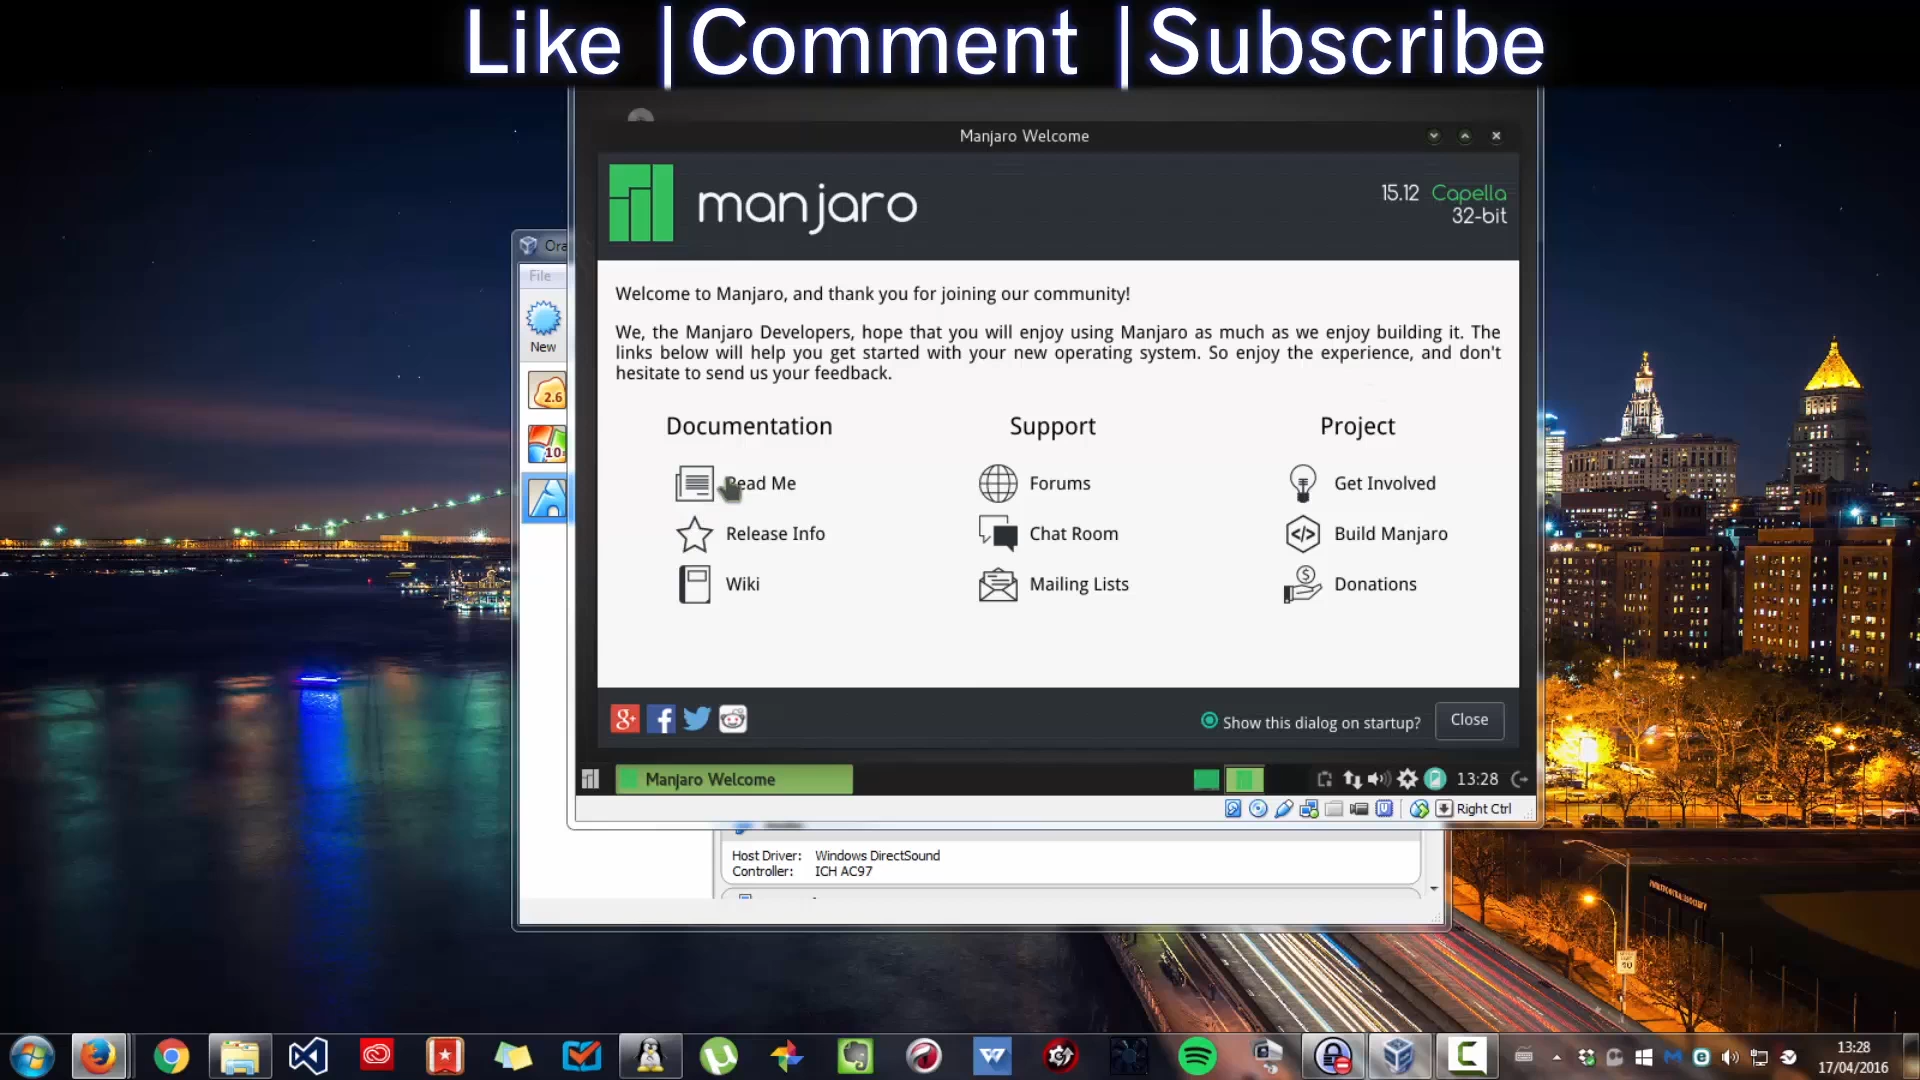 Like |Comment |Subscribe
Manjaro Welcome
manjaro
15.12 Capella
32-bit
Ora
File
New
2.6
10
Welcome to Manjaro, and thank you for joining our community!
We, the Manjaro Developers, hope that you will enjoy using Manjaro as much as we enjoy building it. The
links below will help you get started with your new operating system. So enjoy the experience, and don't
hesitate to send us your feedback.
Documentation
Support
Project
Read Me
Forums
Get Involved
Release Info
Chat Room
Build Manjaro
Wiki
Mailing Lists
Donations
Show this dialog on startup?
Close
Manjaro Welcome
13:28
Right Ctrl
Host Driver: Windows DirectSound
Controller: ICH AC97
13:28
17/04/2016